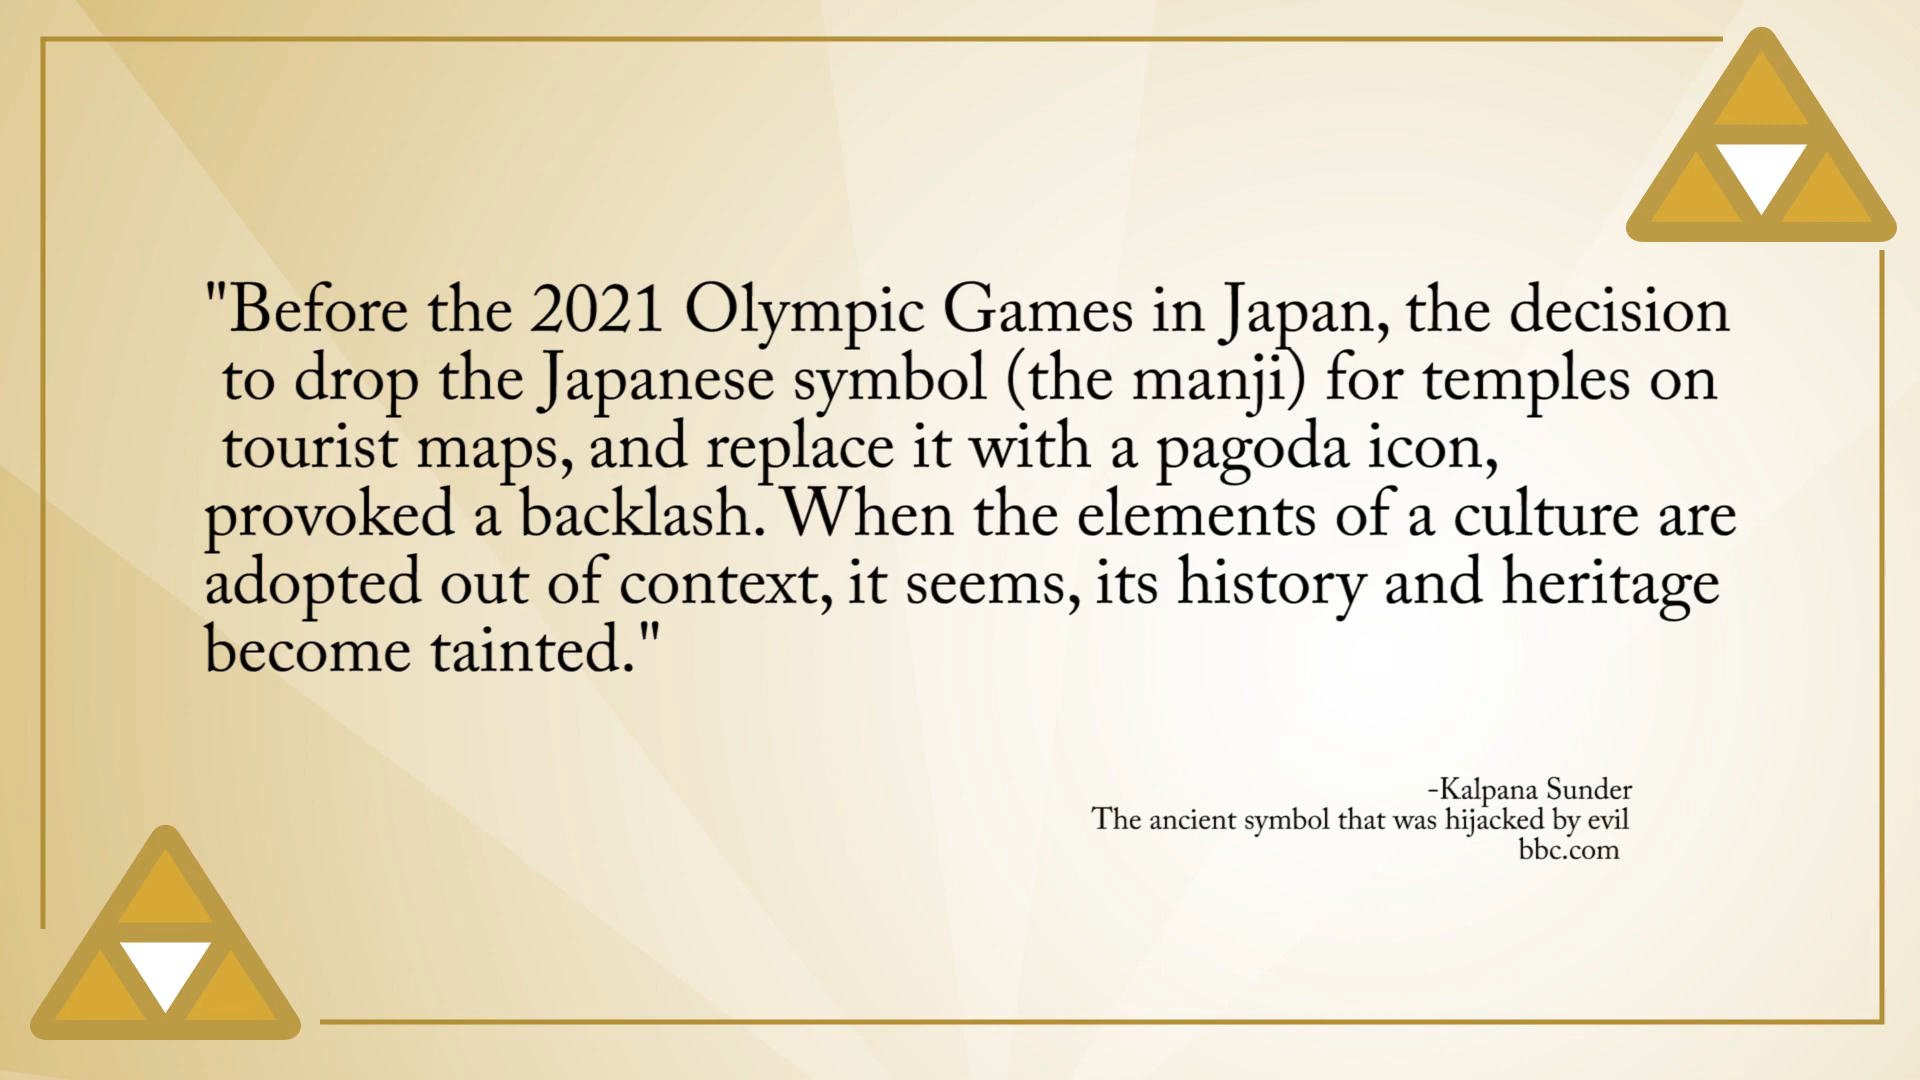 "Before the 2021 Olympic Games in Japan, the decision
to drop the Japanese symbol (the manji) for temples on
tourist maps, and replace it with a pagoda icon,
provoked a backlash. When the elements of a culture are
adopted out of context, it seems, its history and heritage
become tainted."
-Kalpana Sunder
The ancient symbol that was hijacked by evil
bbc.com